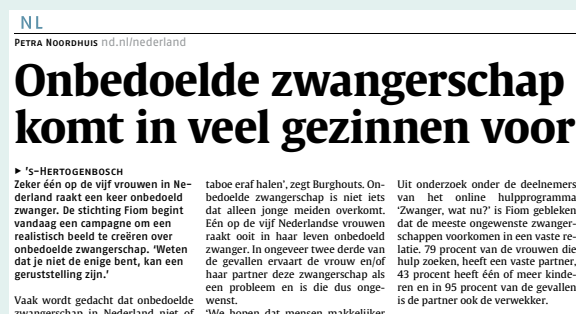 NL
PETRA NOORDHUIS nd.nl/nederland
Onbedoelde zwangerschap
komt in veel gezinnen voor
▸ 's-HERTOGENBOSCH
Zeker één op de vijf vrouwen in Ne-
derland raakt een keer onbedoeld
zwanger. De stichting Fiom begint
vandaag een campagne om een
realistisch beeld te creëren over
onbedoelde zwangerschap. 'Weten
dat je niet de enige bent, kan een
geruststelling zijn.'
Vaak wordt gedacht dat onbedoelde
zwangerschap in Nederland niet of
taboe eraf halen', zegt Burghouts. On-
bedoelde zwangerschap is niet iets
dat alleen jonge meiden overkomt.
Eén op de vijf Nederlandse vrouwen
raakt ooit in haar leven onbedoeld
zwanger. In ongeveer twee derde van
de gevallen ervaart de vrouw en/of
haar partner deze zwangerschap als
een probleem en is die dus onge-
wenst.
'We hopen dat mensen makkelijker
Uit onderzoek onder de deelnemers
van het online hulpprogramma
'Zwanger, wat nu?' is Fiom gebleken
dat de meeste ongewenste zwanger-
schappen voorkomen in een vaste re-
latie. 79 procent van de vrouwen die
hulp zoeken, heeft een vaste partner,
43 procent heeft één of meer kinde-
ren en in 95 procent van de gevallen
is de partner ook de verwekker.